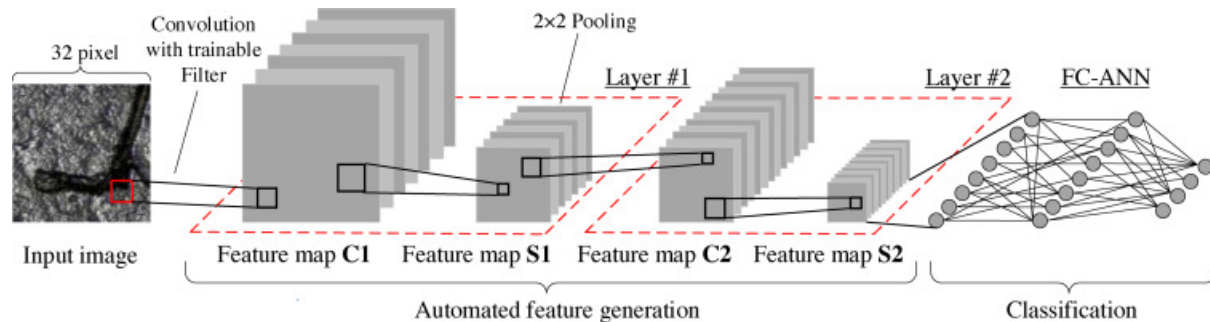 32 pixel
Convolution
with trainable
Filter
2×2 Pooling
Layer #1
Layer #2
FC-ANN
Input image
Feature map C1
Feature map S1
Feature map C2
Feature map S2
Automated feature generation
Classification